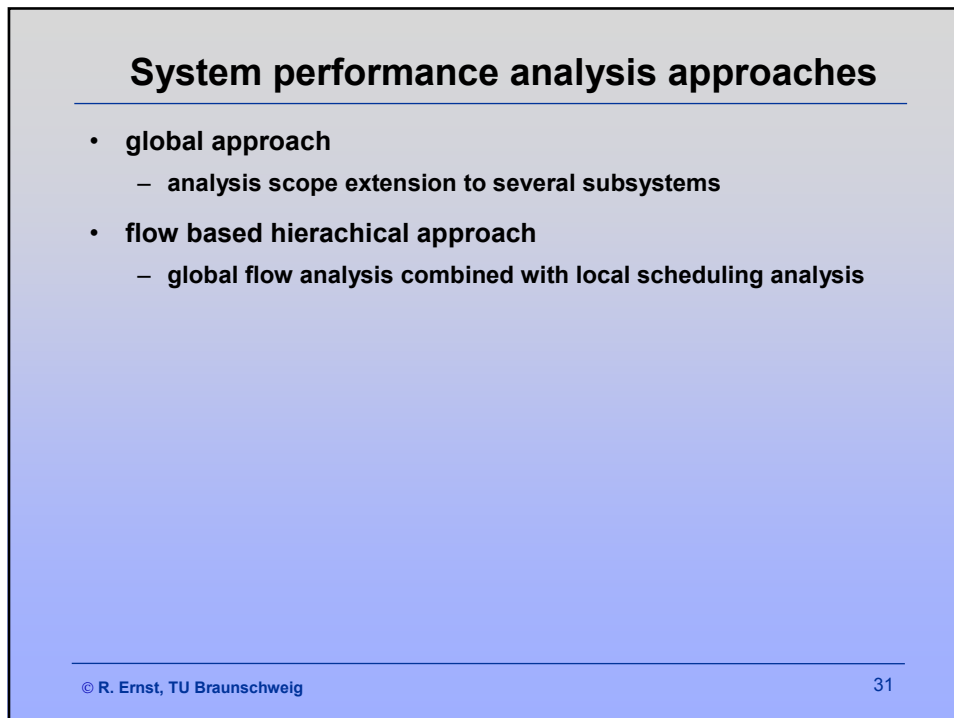 System performance analysis approaches
• global approach
– analysis scope extension to several subsystems
• flow based hierachical approach
– global flow analysis combined with local scheduling analysis
© R. Ernst, TU Braunschweig
31